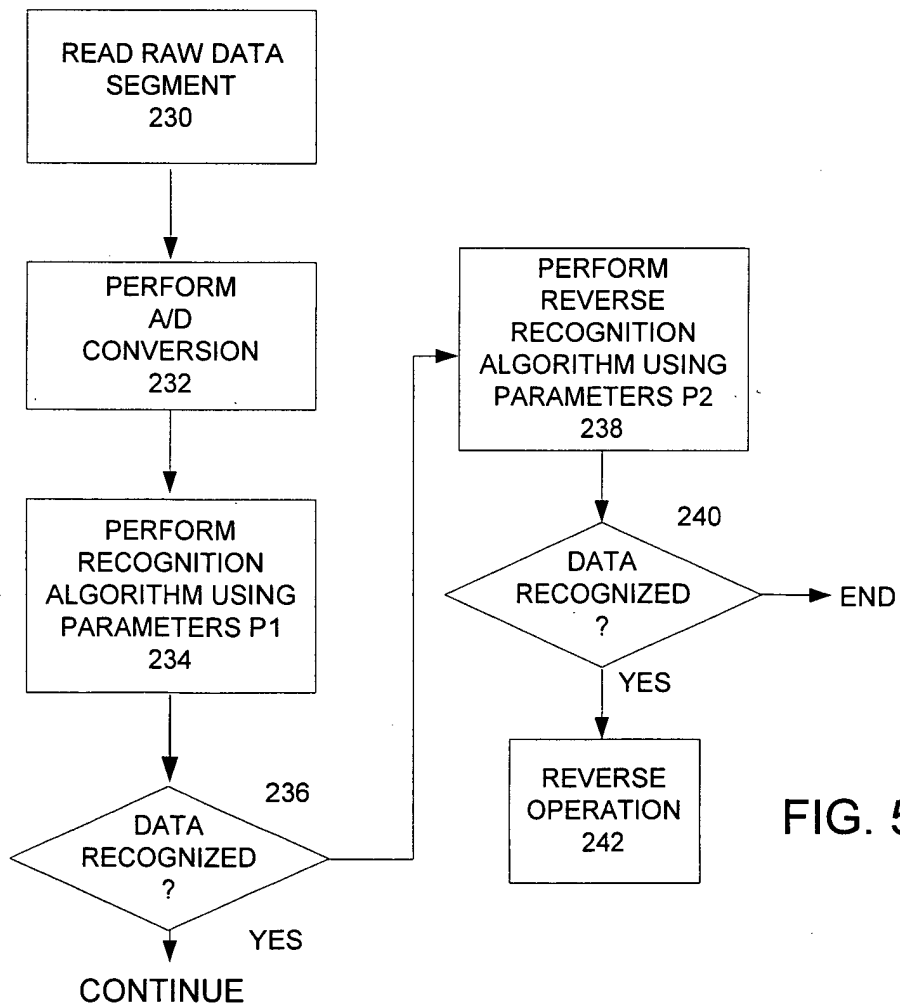 READ RAW DATA
SEGMENT
230
PERFORM
A/D
CONVERSION
232
PERFORM
RECOGNITION
ALGORITHM USING
PARAMETERS P1
234
236
DATA
RECOGNIZED
?
YES
CONTINUE
PERFORM
REVERSE
RECOGNITION
ALGORITHM USING
PARAMETERS P2
238
240
DATA
RECOGNIZED
?
END
YES
REVERSE
OPERATION
242
FIG. 5